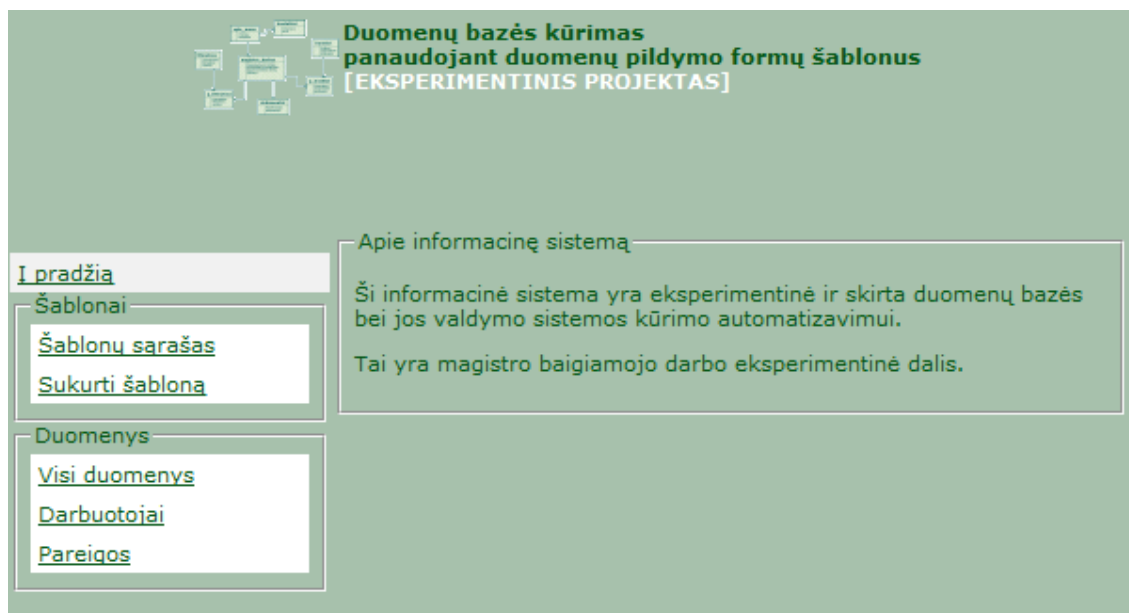 Duomenų bazės kūrimas
panaudojant duomenų pildymo formų šablonus
[EKSPERIMENTINIS PROJEKTAS]
Į pradžią
Šablonai
Šablonų sąrašas
Sukurti šabloną
Duomenys
Visi duomenys
Darbuotojai
Pareigos
Apie informacinę sistemą
Ši informacinė sistema yra eksperimentinė ir skirta duomenų bazės
bei jos valdymo sistemos kūrimo automatizavimui.
Tai yra magistro baigiamojo darbo eksperimentinė dalis.